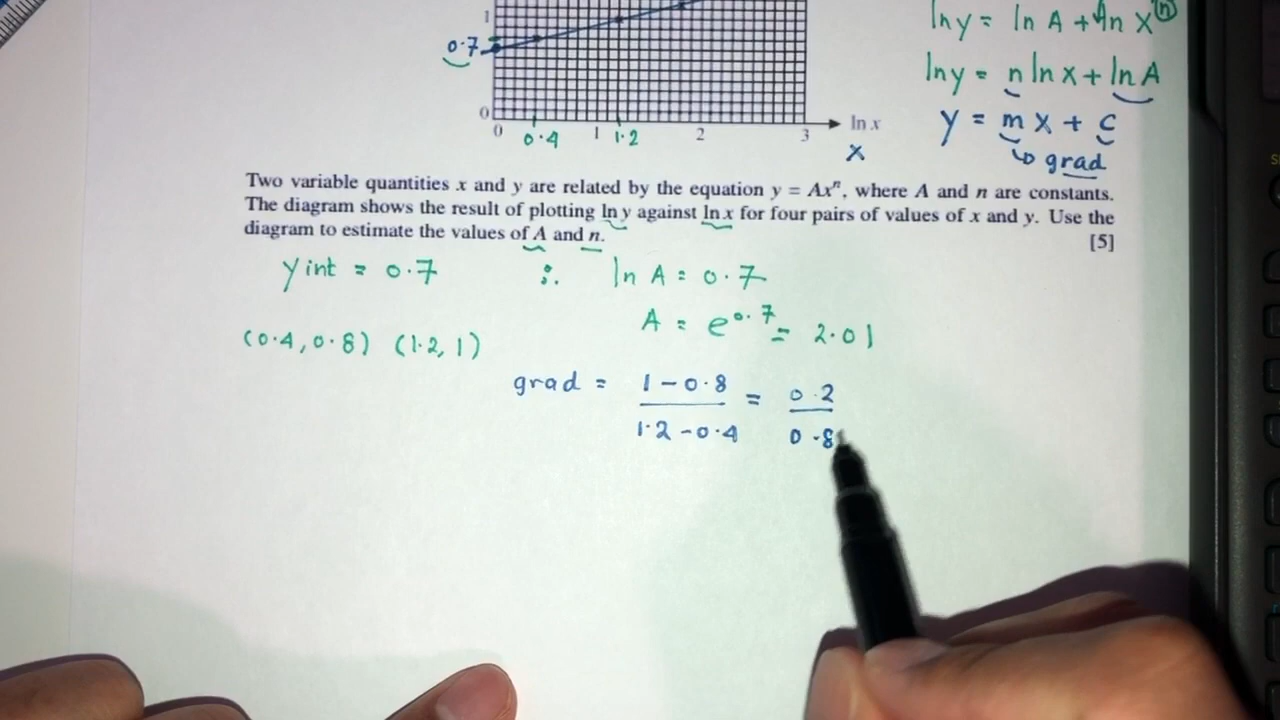 ln y = ln A + ln x^n
ln y = n ln x + ln A
Y = m X + c
↳ grad
1
0.7
0
0 0.4 1 1.2 2 3 ln x
X
Two variable quantities x and y are related by the equation y = Ax^n, where A and n are constants.
The diagram shows the result of plotting ln y against ln x for four pairs of values of x and y. Use the
diagram to estimate the values of A and n. [5]
y int = 0.7 ∴ ln A = 0.7
A = e^0.7 = 2.01
(0.4, 0.8) (1.2, 1)
grad = 1 - 0.8 / 1.2 - 0.4 = 0.2 / 0.8